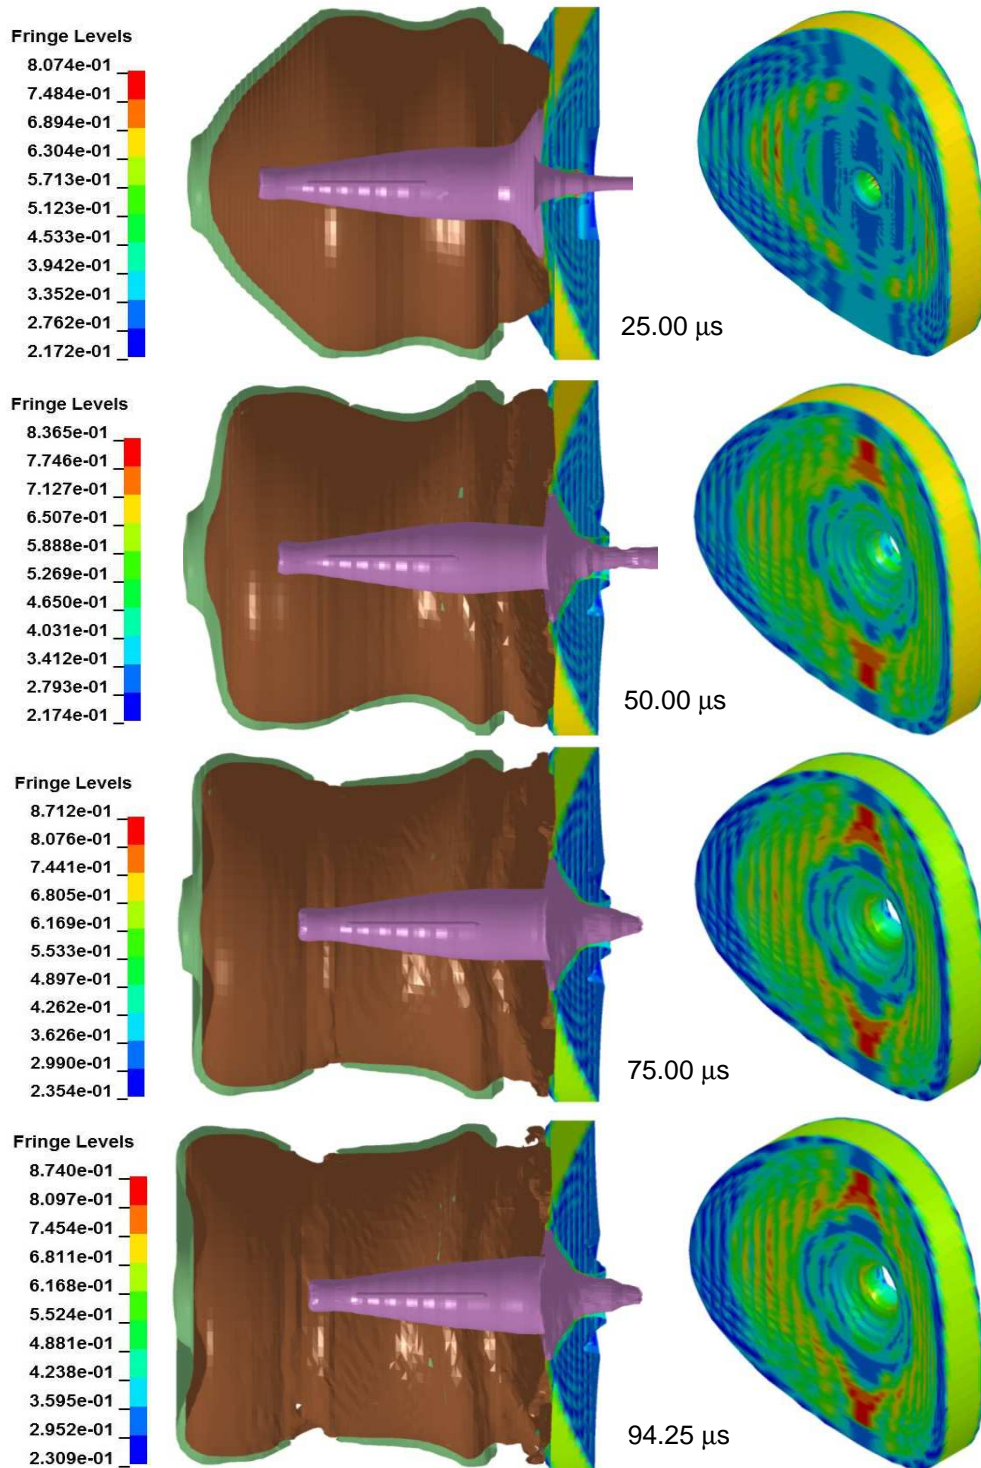 Fringe Levels
8.074e-01
7.484e-01
6.894e-01
6.304e-01
5.713e-01
5.123e-01
4.533e-01
3.942e-01
3.352e-01
2.762e-01
2.172e-01
25.00 μs
Fringe Levels
8.365e-01
7.746e-01
7.127e-01
6.507e-01
5.888e-01
5.269e-01
4.650e-01
4.031e-01
3.412e-01
2.793e-01
2.174e-01
50.00 μs
Fringe Levels
8.712e-01
8.076e-01
7.441e-01
6.805e-01
6.169e-01
5.533e-01
4.897e-01
4.262e-01
3.626e-01
2.990e-01
2.354e-01
75.00 μs
Fringe Levels
8.740e-01
8.097e-01
7.454e-01
6.811e-01
6.168e-01
5.524e-01
4.881e-01
4.238e-01
3.595e-01
2.952e-01
2.309e-01
94.25 μs